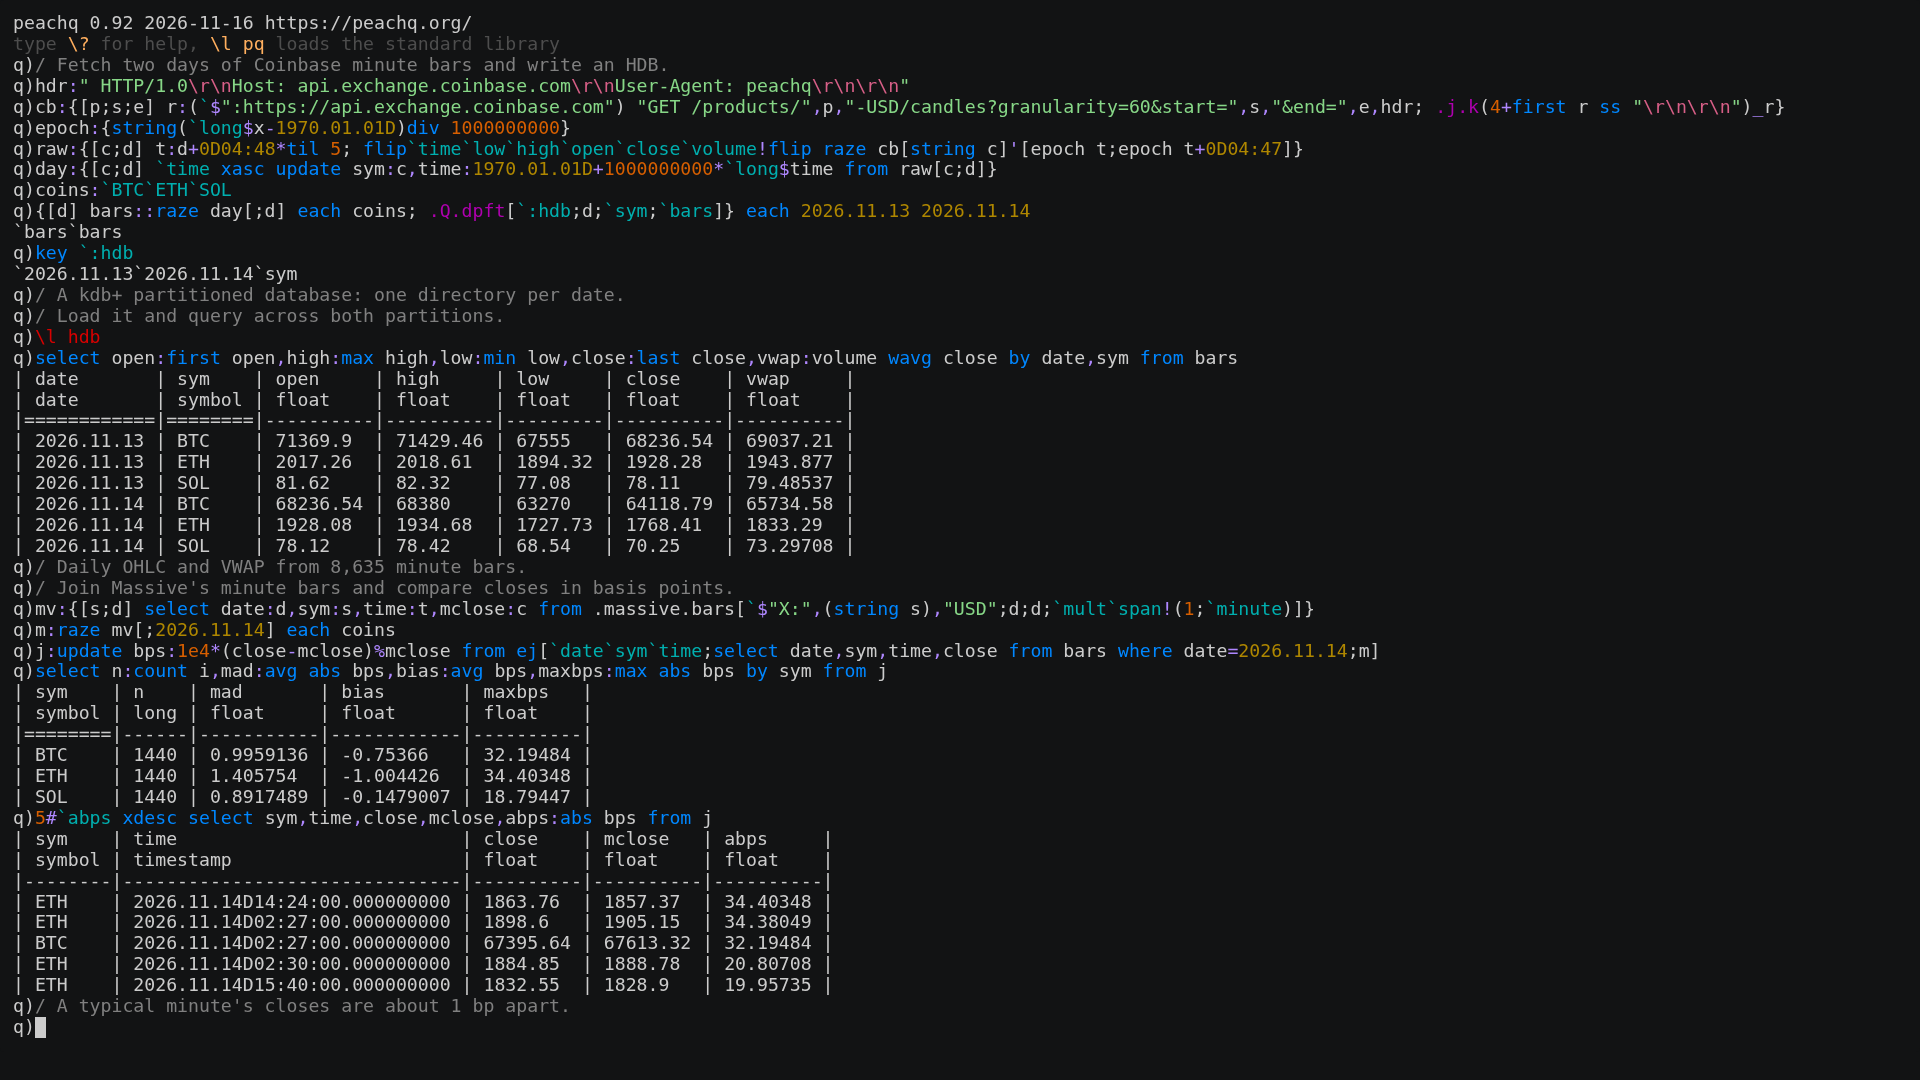 peachq 0.92 2026-11-16 https://peachq.org/
type \? for help, \l pq loads the standard library
q)/ Fetch two days of Coinbase minute bars and write an HDB.
q)hdr:" HTTP/1.0\r\nHost: api.exchange.coinbase.com\r\nUser-Agent: peachq\r\n\r\n"
q)cb:{[p;s;e] r:(`$":https://api.exchange.coinbase.com") "GET /products/",p,"-USD/candles?granularity=60&start=",s,"&end=",e,hdr; .j.k(4+first r ss "\r\n\r\n")_r}
q)epoch:{string(`long$x-1970.01.01D)div 1000000000}
q)raw:{[c;d] t:d+0D04:48*til 5; flip`time`low`high`open`close`volume!flip raze cb[string c]'[epoch t;epoch t+0D04:47]}
q)day:{[c;d] `time xasc update sym:c,time:1970.01.01D+1000000000*`long$time from raw[c;d]}
q)coins:`BTC`ETH`SOL
q){[d] bars::raze day[;d] each coins; .Q.dpft[`:hdb;d;`sym;`bars]} each 2026.11.13 2026.11.14
`bars`bars
q)key `:hdb
`2026.11.13`2026.11.14`sym
q)/ A kdb+ partitioned database: one directory per date.
q)/ Load it and query across both partitions.
q)\l hdb
q)select open:first open,high:max high,low:min low,close:last close,vwap:volume wavg close by date,sym from bars
| date       | sym    | open     | high     | low     | close    | vwap     |
| date       | symbol | float    | float    | float   | float    | float    |
|============|========|----------|----------|---------|----------|----------|
| 2026.11.13 | BTC    | 71369.9  | 71429.46 | 67555   | 68236.54 | 69037.21 |
| 2026.11.13 | ETH    | 2017.26  | 2018.61  | 1894.32 | 1928.28  | 1943.877 |
| 2026.11.13 | SOL    | 81.62    | 82.32    | 77.08   | 78.11    | 79.48537 |
| 2026.11.14 | BTC    | 68236.54 | 68380    | 63270   | 64118.79 | 65734.58 |
| 2026.11.14 | ETH    | 1928.08  | 1934.68  | 1727.73 | 1768.41  | 1833.29  |
| 2026.11.14 | SOL    | 78.12    | 78.42    | 68.54   | 70.25    | 73.29708 |
q)/ Daily OHLC and VWAP from 8,635 minute bars.
q)/ Join Massive's minute bars and compare closes in basis points.
q)mv:{[s;d] select date:d,sym:s,time:t,mclose:c from .massive.bars[`$"X:",(string s),"USD";d;d;`mult`span!(1;`minute)]}
q)m:raze mv[;2026.11.14] each coins
q)j:update bps:1e4*(close-mclose)%mclose from ej[`date`sym`time;select date,sym,time,close from bars where date=2026.11.14;m]
q)select n:count i,mad:avg abs bps,bias:avg bps,maxbps:max abs bps by sym from j
| sym    | n    | mad       | bias       | maxbps   |
| symbol | long | float     | float      | float    |
|========|------|-----------|------------|----------|
| BTC    | 1440 | 0.9959136 | -0.75366   | 32.19484 |
| ETH    | 1440 | 1.405754  | -1.004426  | 34.40348 |
| SOL    | 1440 | 0.8917489 | -0.1479007 | 18.79447 |
q)5#`abps xdesc select sym,time,close,mclose,abps:abs bps from j
| sym    | time                          | close    | mclose   | abps     |
| symbol | timestamp                     | float    | float    | float    |
|--------|-------------------------------|----------|----------|----------|
| ETH    | 2026.11.14D14:24:00.000000000 | 1863.76  | 1857.37  | 34.40348 |
| ETH    | 2026.11.14D02:27:00.000000000 | 1898.6   | 1905.15  | 34.38049 |
| BTC    | 2026.11.14D02:27:00.000000000 | 67395.64 | 67613.32 | 32.19484 |
| ETH    | 2026.11.14D02:30:00.000000000 | 1884.85  | 1888.78  | 20.80708 |
| ETH    | 2026.11.14D15:40:00.000000000 | 1832.55  | 1828.9   | 19.95735 |
q)/ A typical minute's closes are about 1 bp apart.
q)